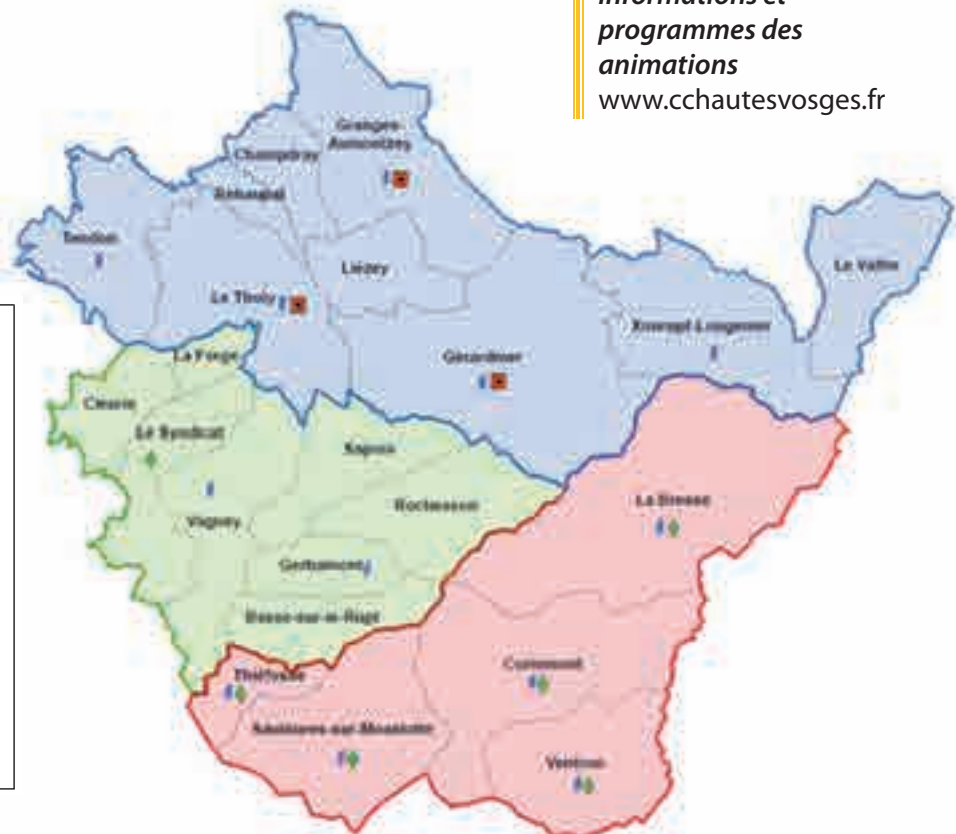 informations et
programmes des
animations
www.cchautesvosges.fr
Granges-
Aumontzey
Champdray
Rehaupal
Tendon
Liézey
Le Valtin
Le Tholy
Xonrupt-Longemer
La Forge
Gérardmer
Cleurie
Le Syndicat
Sapois
Rochesson
La Bresse
Vagney
Gerbamont
Basse-sur-le-Rupt
Cornimont
Thiéfosse
Saulxures-sur-Moselotte
Ventron